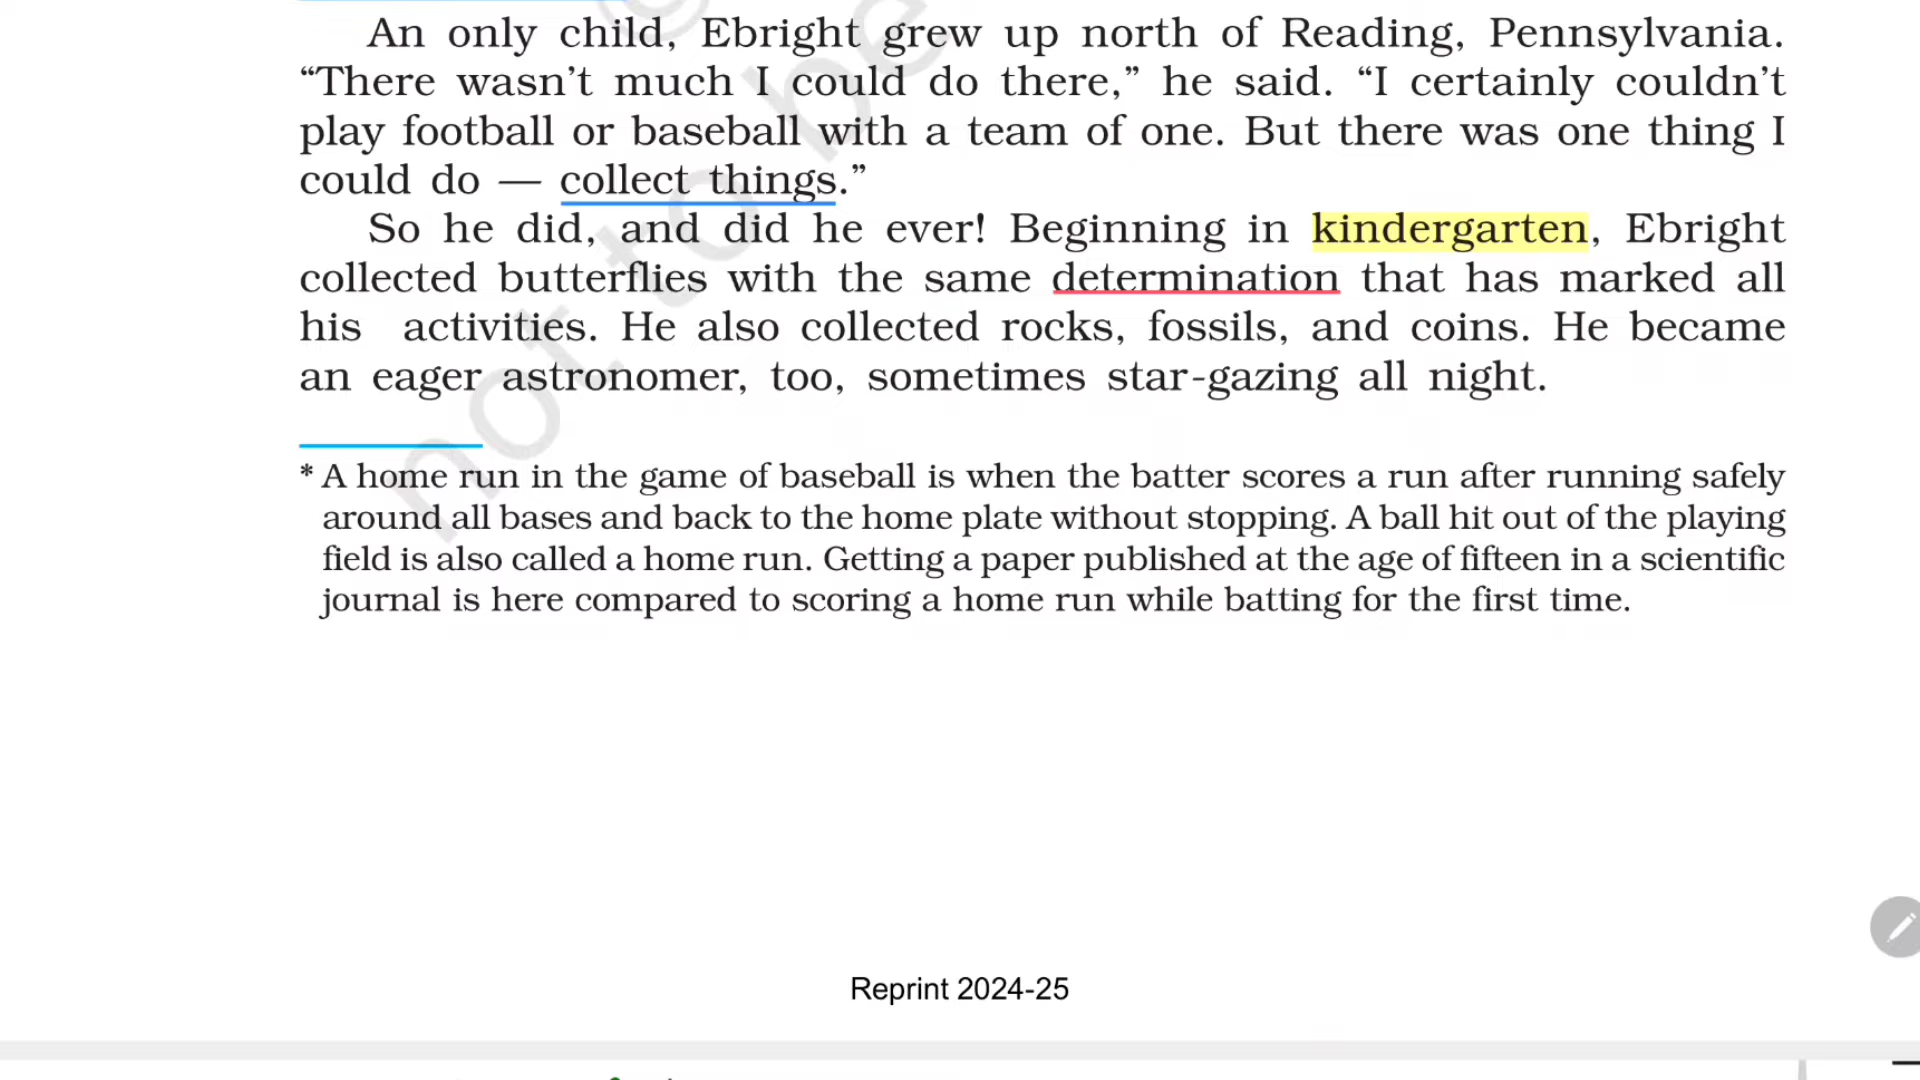 An only child, Ebright grew up north of Reading, Pennsylvania.
“There wasn’t much I could do there,” he said. “I certainly couldn’t
play football or baseball with a team of one. But there was one thing I
could do — collect things.”
So he did, and did he ever! Beginning in kindergarten, Ebright
collected butterflies with the same determination that has marked all
his activities. He also collected rocks, fossils, and coins. He became
an eager astronomer, too, sometimes star-gazing all night.
* A home run in the game of baseball is when the batter scores a run after running safely
around all bases and back to the home plate without stopping. A ball hit out of the playing
field is also called a home run. Getting a paper published at the age of fifteen in a scientific
journal is here compared to scoring a home run while batting for the first time.
not to be
Reprint 2024-25